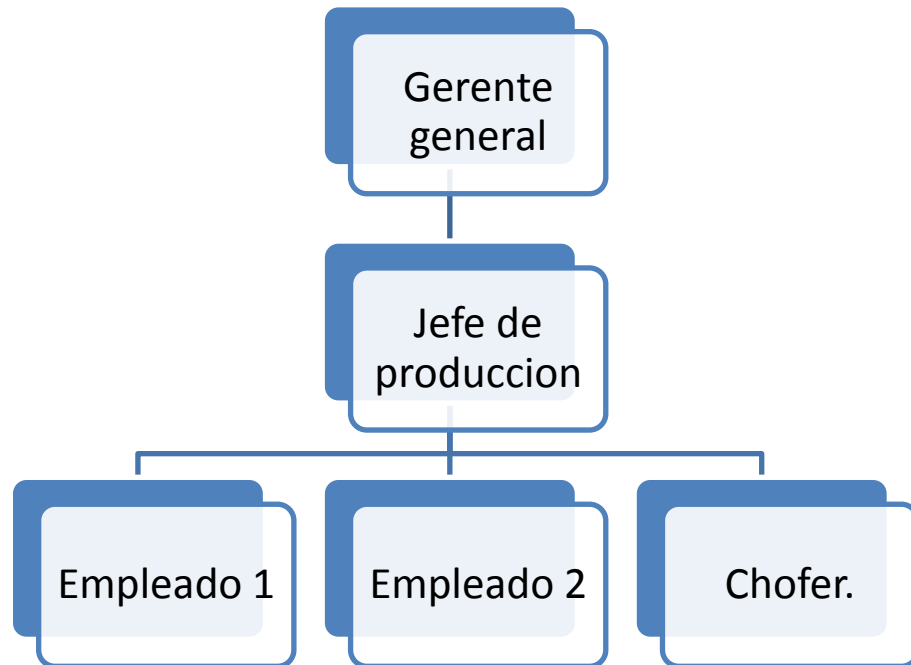 Gerente
general
Jefe de
produccion
Empleado 1
Empleado 2
Chofer.